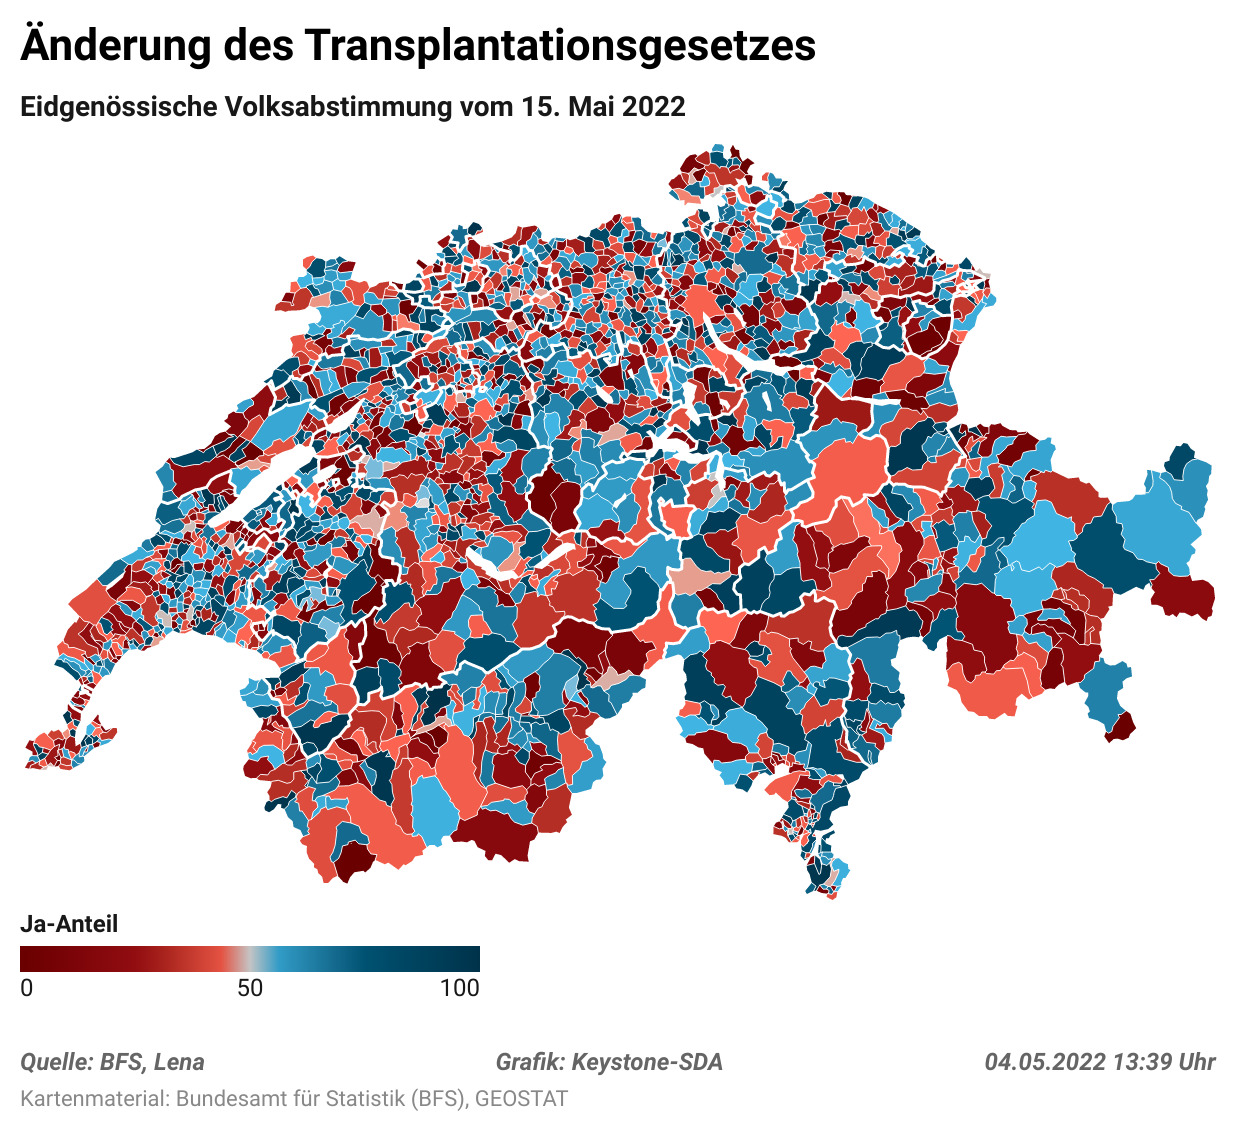 Änderung des Transplantationsgesetzes
Eidgenössische Volksabstimmung vom 15. Mai 2022
Ja-Anteil
0 50 100
Quelle: BFS, Lena Grafik: Keystone-SDA 04.05.2022 13:39 Uhr
Kartenmaterial: Bundesamt für Statistik (BFS), GEOSTAT